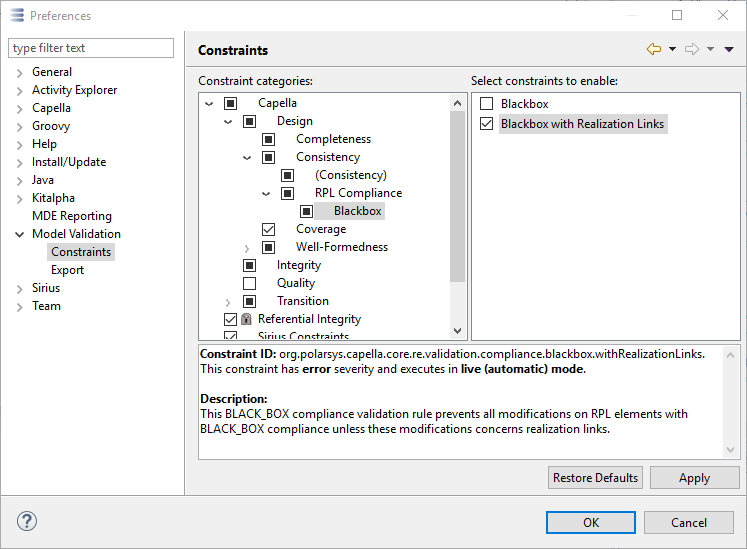 Preferences
type filter text
General
Activity Explorer
Capella
Groovy
Help
Install/Update
Java
Kitalpha
MDE Reporting
Model Validation
Constraints
Export
Sirius
Team
Constraints
Constraint categories:
Capella
Design
Completeness
Consistency
(Consistency)
RPL Compliance
Blackbox
Coverage
Well-Formedness
Integrity
Quality
Transition
Referential Integrity
Sirius Constraints
Select constraints to enable:
Blackbox
Blackbox with Realization Links
Constraint ID: org.polarsys.capella.core.re.validation.compliance.blackbox.withRealizationLinks.
This constraint has error severity and executes in live (automatic) mode.
Description:
This BLACK_BOX compliance validation rule prevents all modifications on RPL elements with
BLACK_BOX compliance unless these modifications concerns realization links.
Restore Defaults
Apply
?
OK
Cancel